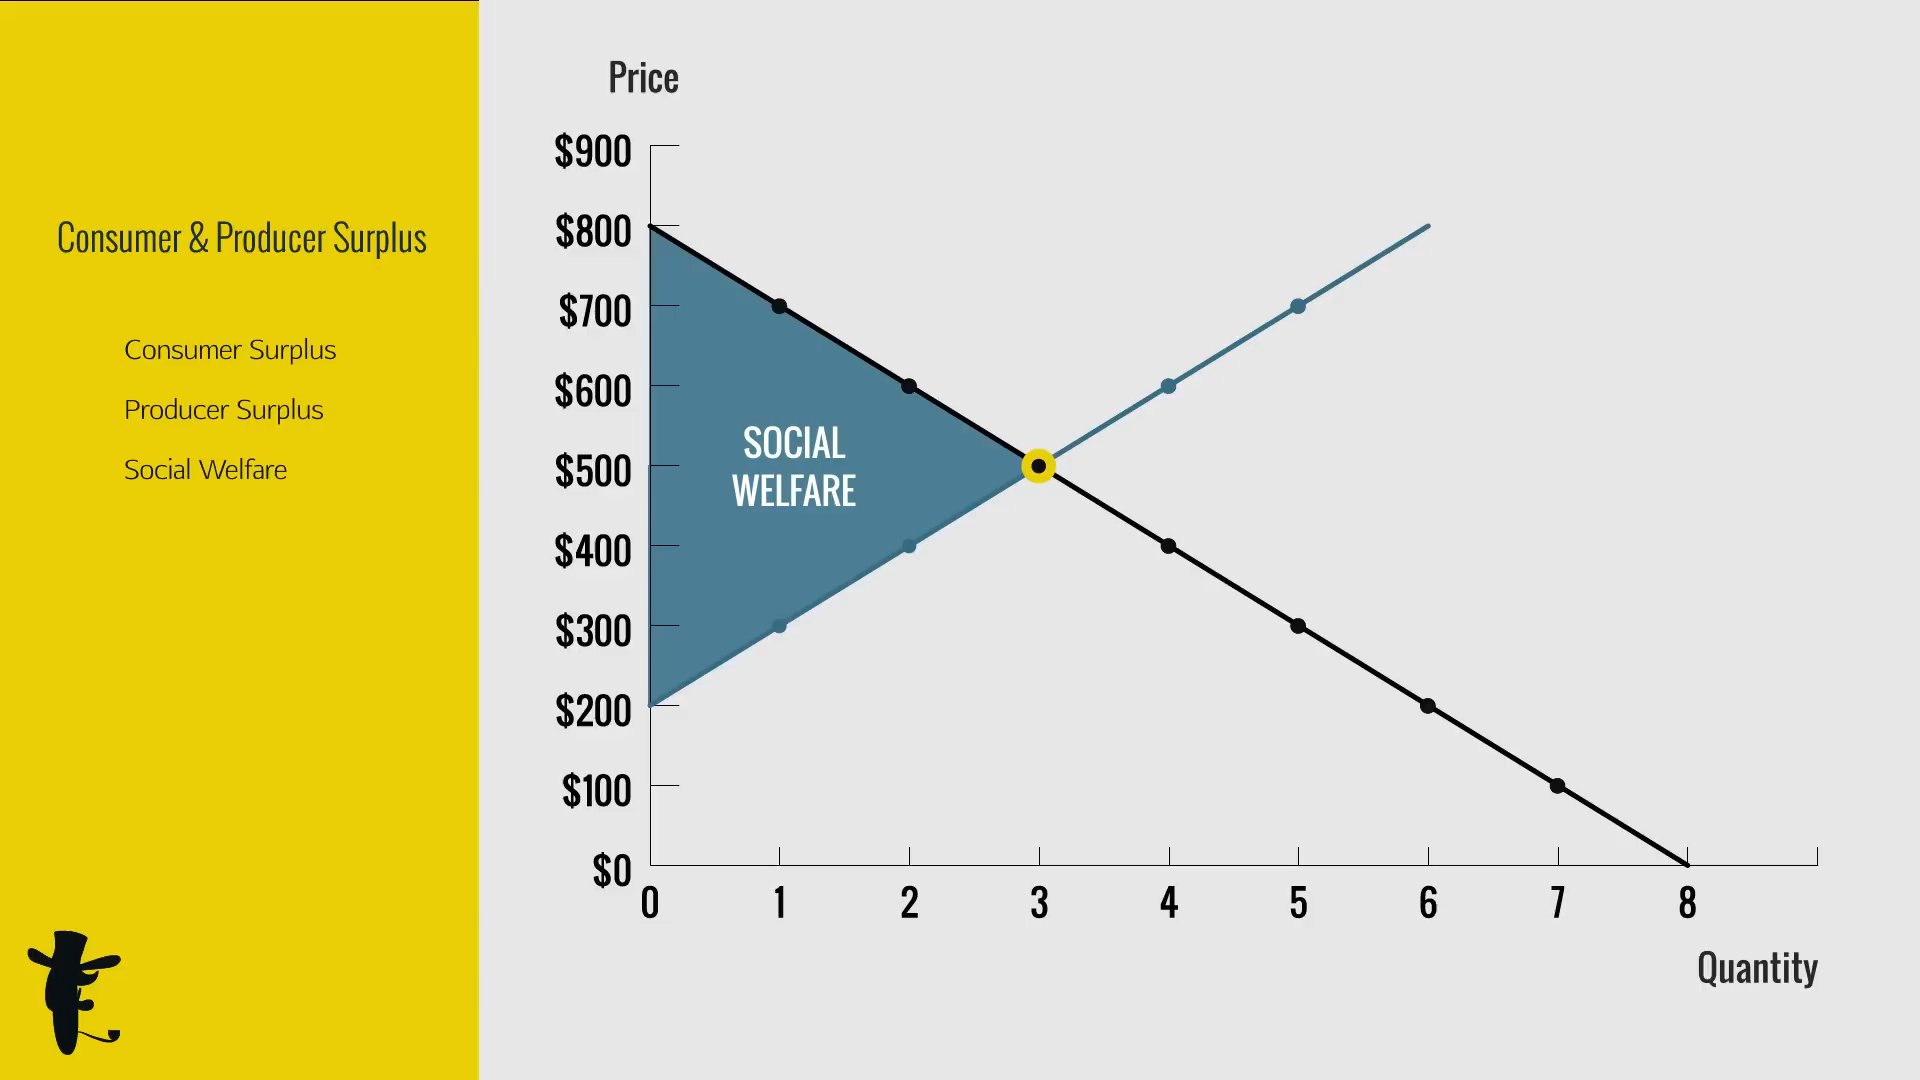 Consumer & Producer Surplus
Consumer Surplus
Producer Surplus
Social Welfare
Price
$900
$800
$700
$600
$500
$400
$300
$200
$100
$0
SOCIAL
WELFARE
0 1 2 3 4 5 6 7 8
Quantity